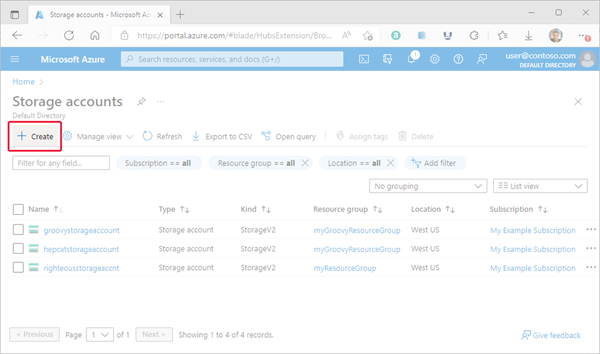 Storage accounts - Microsoft Azu
https://portal.azure.com/#blade/HubsExtension/Bro...
Microsoft Azure
Search resources, services, and docs (G+/)
1
user@contoso.com
DEFAULT DIRECTORY
Home >
Storage accounts
Default Directory
+ Create
Manage view
Refresh
Export to CSV
Open query
Assign tags
Delete
Filter for any field...
Subscription == all
Resource group == all
Location == all
Add filter
No grouping
List view
Name Type Kind Resource group Location Subscription
groovystorageaccount Storage account StorageV2 myGroovyResourceGroup West US My Example Subscription
hepcatstorageaccount Storage account StorageV2 myGroovyResourceGroup West US My Example Subscription
righteousstorageaccnt Storage account StorageV2 myResourceGroup West US My Example Subscription
< Previous Page 1 of 1 Next > Showing 1 to 4 of 4 records.
Give feedback